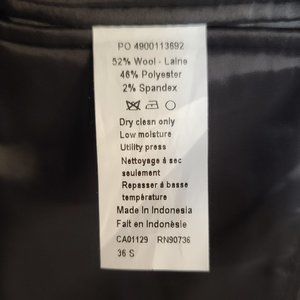 PO 4900113692
52% Wool - Laine
46% Polyester
2% Spandex
Dry clean only
Low moisture
Utility press
Nettoyage á sec
seulement
Repasser á basse
température
Made In Indonesia
Fait en Indonèsie
CA01129 RN90736
36 S